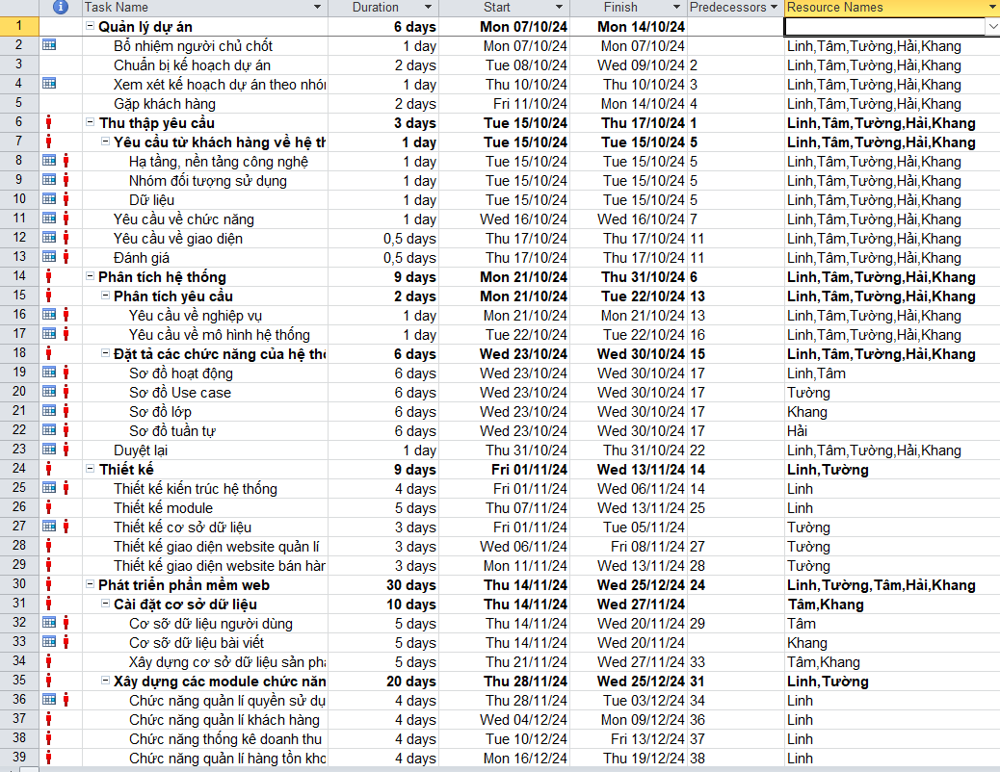 Task Name Duration Start Finish Predecessors Resource Names
1 Quản lý dự án 6 days Mon 07/10/24 Mon 14/10/24
2 Bổ nhiệm người chủ chốt 1 day Mon 07/10/24 Mon 07/10/24 Linh,Tâm,Tường,Hải,Khang
3 Chuẩn bị kế hoạch dự án 2 days Tue 08/10/24 Wed 09/10/24 2 Linh,Tâm,Tường,Hải,Khang
4 Xem xét kế hoạch dự án theo nhóm 1 day Thu 10/10/24 Thu 10/10/24 3 Linh,Tâm,Tường,Hải,Khang
5 Gặp khách hàng 2 days Fri 11/10/24 Mon 14/10/24 4 Linh,Tâm,Tường,Hải,Khang
6 Thu thập yêu cầu 3 days Tue 15/10/24 Thu 17/10/24 1 Linh,Tâm,Tường,Hải,Khang
7 Yêu cầu từ khách hàng về hệ th 1 day Tue 15/10/24 Tue 15/10/24 5 Linh,Tâm,Tường,Hải,Khang
8 Hạ tầng, nền tảng công nghệ 1 day Tue 15/10/24 Tue 15/10/24 5 Linh,Tâm,Tường,Hải,Khang
9 Nhóm đối tượng sử dụng 1 day Tue 15/10/24 Tue 15/10/24 5 Linh,Tâm,Tường,Hải,Khang
10 Dữ liệu 1 day Tue 15/10/24 Tue 15/10/24 5 Linh,Tâm,Tường,Hải,Khang
11 Yêu cầu về chức năng 1 day Wed 16/10/24 Wed 16/10/24 7 Linh,Tâm,Tường,Hải,Khang
12 Yêu cầu về giao diện 0,5 days Thu 17/10/24 Thu 17/10/24 11 Linh,Tâm,Tường,Hải,Khang
13 Đánh giá 0,5 days Thu 17/10/24 Thu 17/10/24 11 Linh,Tâm,Tường,Hải,Khang
14 Phân tích hệ thống 9 days Mon 21/10/24 Thu 31/10/24 6 Linh,Tâm,Tường,Hải,Khang
15 Phân tích yêu cầu 2 days Mon 21/10/24 Tue 22/10/24 13 Linh,Tâm,Tường,Hải,Khang
16 Yêu cầu về nghiệp vụ 1 day Mon 21/10/24 Mon 21/10/24 13 Linh,Tâm,Tường,Hải,Khang
17 Yêu cầu về mô hình hệ thống 1 day Tue 22/10/24 Tue 22/10/24 16 Linh,Tâm,Tường,Hải,Khang
18 Đặt tả các chức năng của hệ thố 6 days Wed 23/10/24 Wed 30/10/24 15 Linh,Tâm,Tường,Hải,Khang
19 Sơ đồ hoạt động 6 days Wed 23/10/24 Wed 30/10/24 17 Linh,Tâm
20 Sơ đồ Use case 6 days Wed 23/10/24 Wed 30/10/24 17 Tường
21 Sơ đồ lớp 6 days Wed 23/10/24 Wed 30/10/24 17 Khang
22 Sơ đồ tuần tự 6 days Wed 23/10/24 Wed 30/10/24 17 Hải
23 Duyệt lại 1 day Thu 31/10/24 Thu 31/10/24 22 Linh,Tâm,Tường,Hải,Khang
24 Thiết kế 9 days Fri 01/11/24 Wed 13/11/24 14 Linh,Tường
25 Thiết kế kiến trúc hệ thống 4 days Fri 01/11/24 Wed 06/11/24 14 Linh
26 Thiết kế module 5 days Thu 07/11/24 Wed 13/11/24 25 Linh
27 Thiết kế cơ sở dữ liệu 3 days Fri 01/11/24 Tue 05/11/24 Tường
28 Thiết kế giao diện website quản lí 3 days Wed 06/11/24 Fri 08/11/24 27 Tường
29 Thiết kế giao diện website bán hàn 3 days Mon 11/11/24 Wed 13/11/24 28 Tường
30 Phát triển phần mềm web 30 days Thu 14/11/24 Wed 25/12/24 24 Linh,Tường,Tâm,Hải,Khang
31 Cài đặt cơ sở dữ liệu 10 days Thu 14/11/24 Wed 27/11/24 Tâm,Khang
32 Cơ sỡ dữ liệu người dùng 5 days Thu 14/11/24 Wed 20/11/24 29 Tâm
33 Cơ sỡ dữ liệu bài viết 5 days Thu 14/11/24 Wed 20/11/24 Khang
34 Xây dựng cơ sở dữ liệu sản phẩ 5 days Thu 21/11/24 Wed 27/11/24 33 Tâm,Khang
35 Xây dựng các module chức năn 20 days Thu 28/11/24 Wed 25/12/24 31 Linh,Tường
36 Chức năng quản lí quyền sử dụ 4 days Thu 28/11/24 Tue 03/12/24 34 Linh
37 Chức năng quản lí khách hàng 4 days Wed 04/12/24 Mon 09/12/24 36 Linh
38 Chức năng thống kê doanh thu 4 days Tue 10/12/24 Fri 13/12/24 37 Linh
39 Chức năng quản lí hàng tồn kho 4 days Mon 16/12/24 Thu 19/12/24 38 Linh